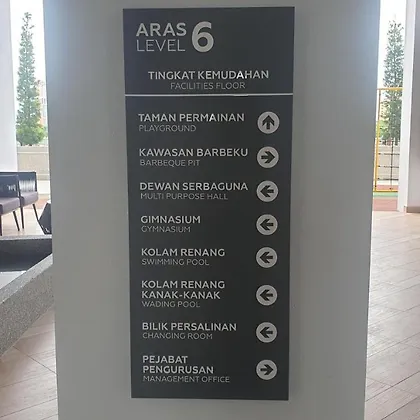 ARAS
LEVEL 6
TINGKAT KEMUDAHAN
FACILITIES FLOOR
TAMAN PERMAINAN
PLAYGROUND
KAWASAN BARBEKU
BARBEQUE PIT
DEWAN SERBAGUNA
MULTI PURPOSE HALL
GIMNASIUM
GYMNASIUM
KOLAM RENANG
SWIMMING POOL
KOLAM RENANG
KANAK-KANAK
WADING POOL
BILIK PERSALINAN
CHANGING ROOM
PEJABAT
PENGURUSAN
MANAGEMENT OFFICE